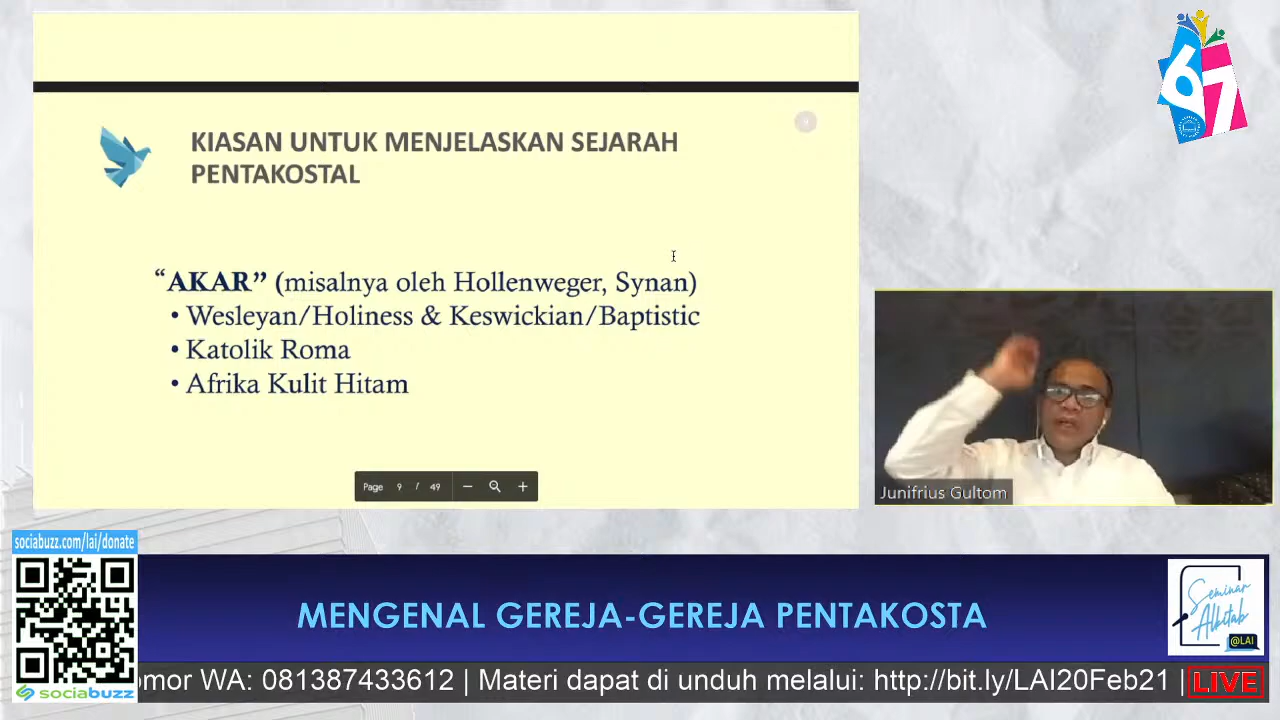 67
KIASAN UNTUK MENJELASKAN SEJARAH
PENTAKOSTAL
“AKAR” (misalnya oleh Hollenweger, Synan)
• Wesleyan/Holiness & Keswickian/Baptistic
• Katolik Roma
• Afrika Kulit Hitam
Page 9 / 49
Junifrius Gultom
sociabuzz.com/lai/donate
sociabuzz
MENGENAL GEREJA-GEREJA PENTAKOSTA
Seminar
Alkitab
@LAI
omor WA: 081387433612 | Materi dapat di unduh melalui: http://bit.ly/LAI20Feb21 |
LIVE